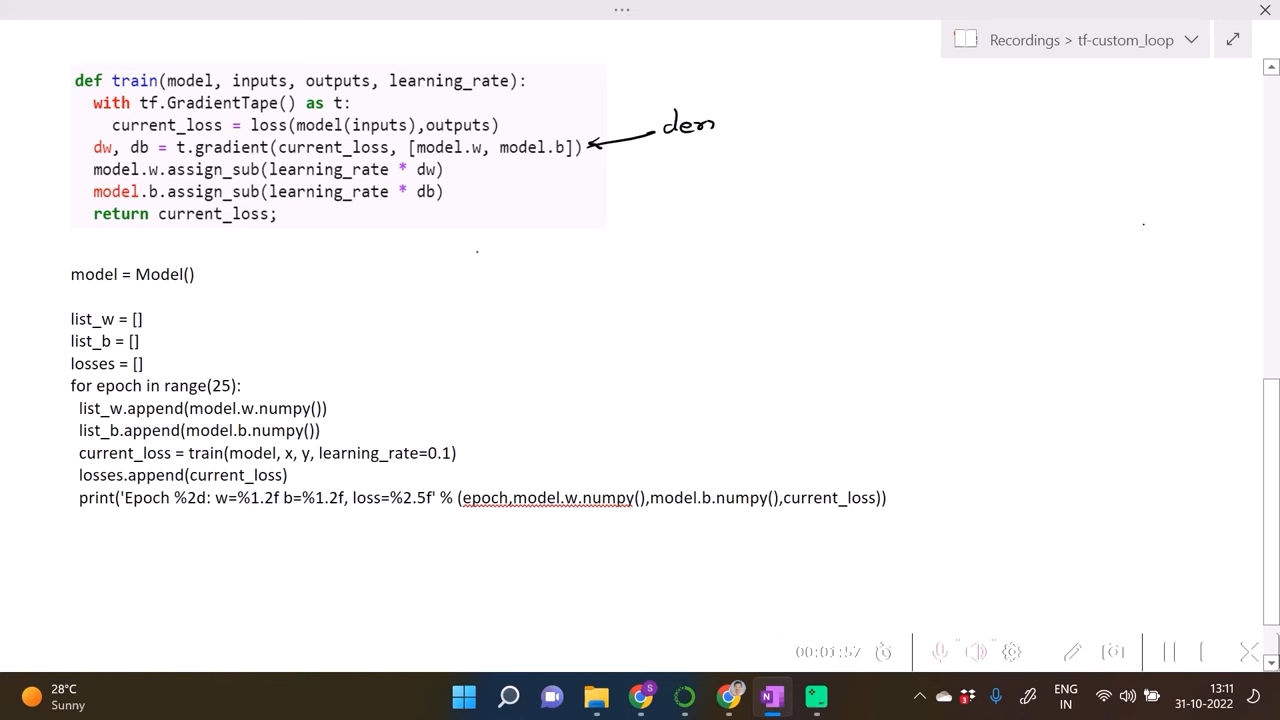 Recordings > tf-custom_loop
def train(model, inputs, outputs, learning_rate):
with tf.GradientTape() as t:
current_loss = loss(model(inputs),outputs)
dw, db = t.gradient(current_loss, [model.w, model.b])
der
model.w.assign_sub(learning_rate * dw)
model.b.assign_sub(learning_rate * db)
return current_loss;
model = Model()
list_w = []
list_b = []
losses = []
for epoch in range(25):
list_w.append(model.w.numpy())
list_b.append(model.b.numpy())
current_loss = train(model, x, y, learning_rate=0.1)
losses.append(current_loss)
print('Epoch %2d: w=%1.2f b=%1.2f, loss=%2.5f' % (epoch,model.w.numpy(),model.b.numpy(),current_loss))
00:01:57
28°C
Sunny
ENG
IN
13:11
31-10-2022